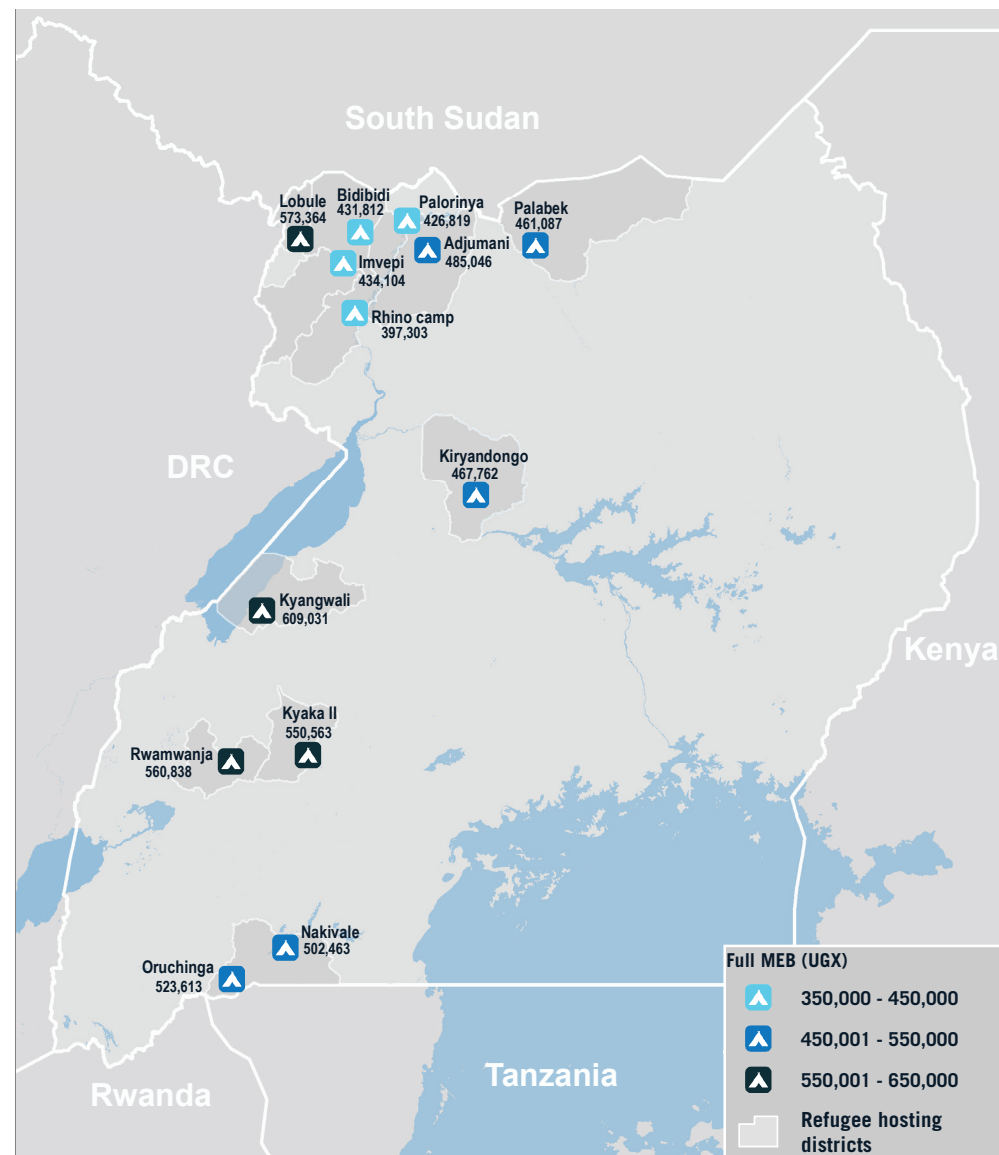 South Sudan
Lobule
573,364
Bidibidi
431,812
Palorinya
426,819
Palabek
461,087
Adjumani
485,046
Imvepi
434,104
Rhino camp
397,303
DRC
Kiryandongo
467,762
Kyangwali
609,031
Kenya
Kyaka II
550,563
Rwamwanja
560,838
Nakivale
502,463
Oruchinga
523,613
Rwanda
Tanzania
Full MEB (UGX)
350,000 - 450,000
450,001 - 550,000
550,001 - 650,000
Refugee hosting
districts